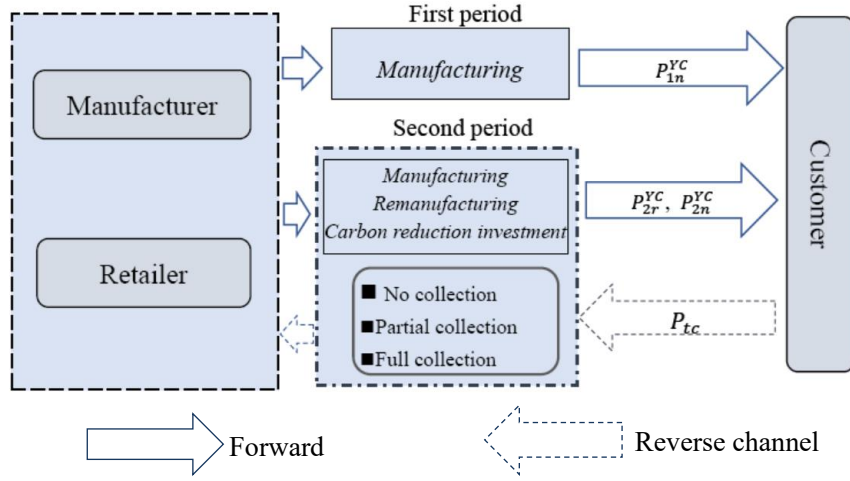 First period
Manufacturing
$P_{1n}^{YC}$
Manufacturer
Second period
Manufacturing
Remanufacturing
Carbon reduction investment
$P_{2r}^{YC}$, $P_{2n}^{YC}$
Customer
Retailer
■ No collection
■Partial collection
■Full collection
$P_{tc}$
Forward
Reverse channel